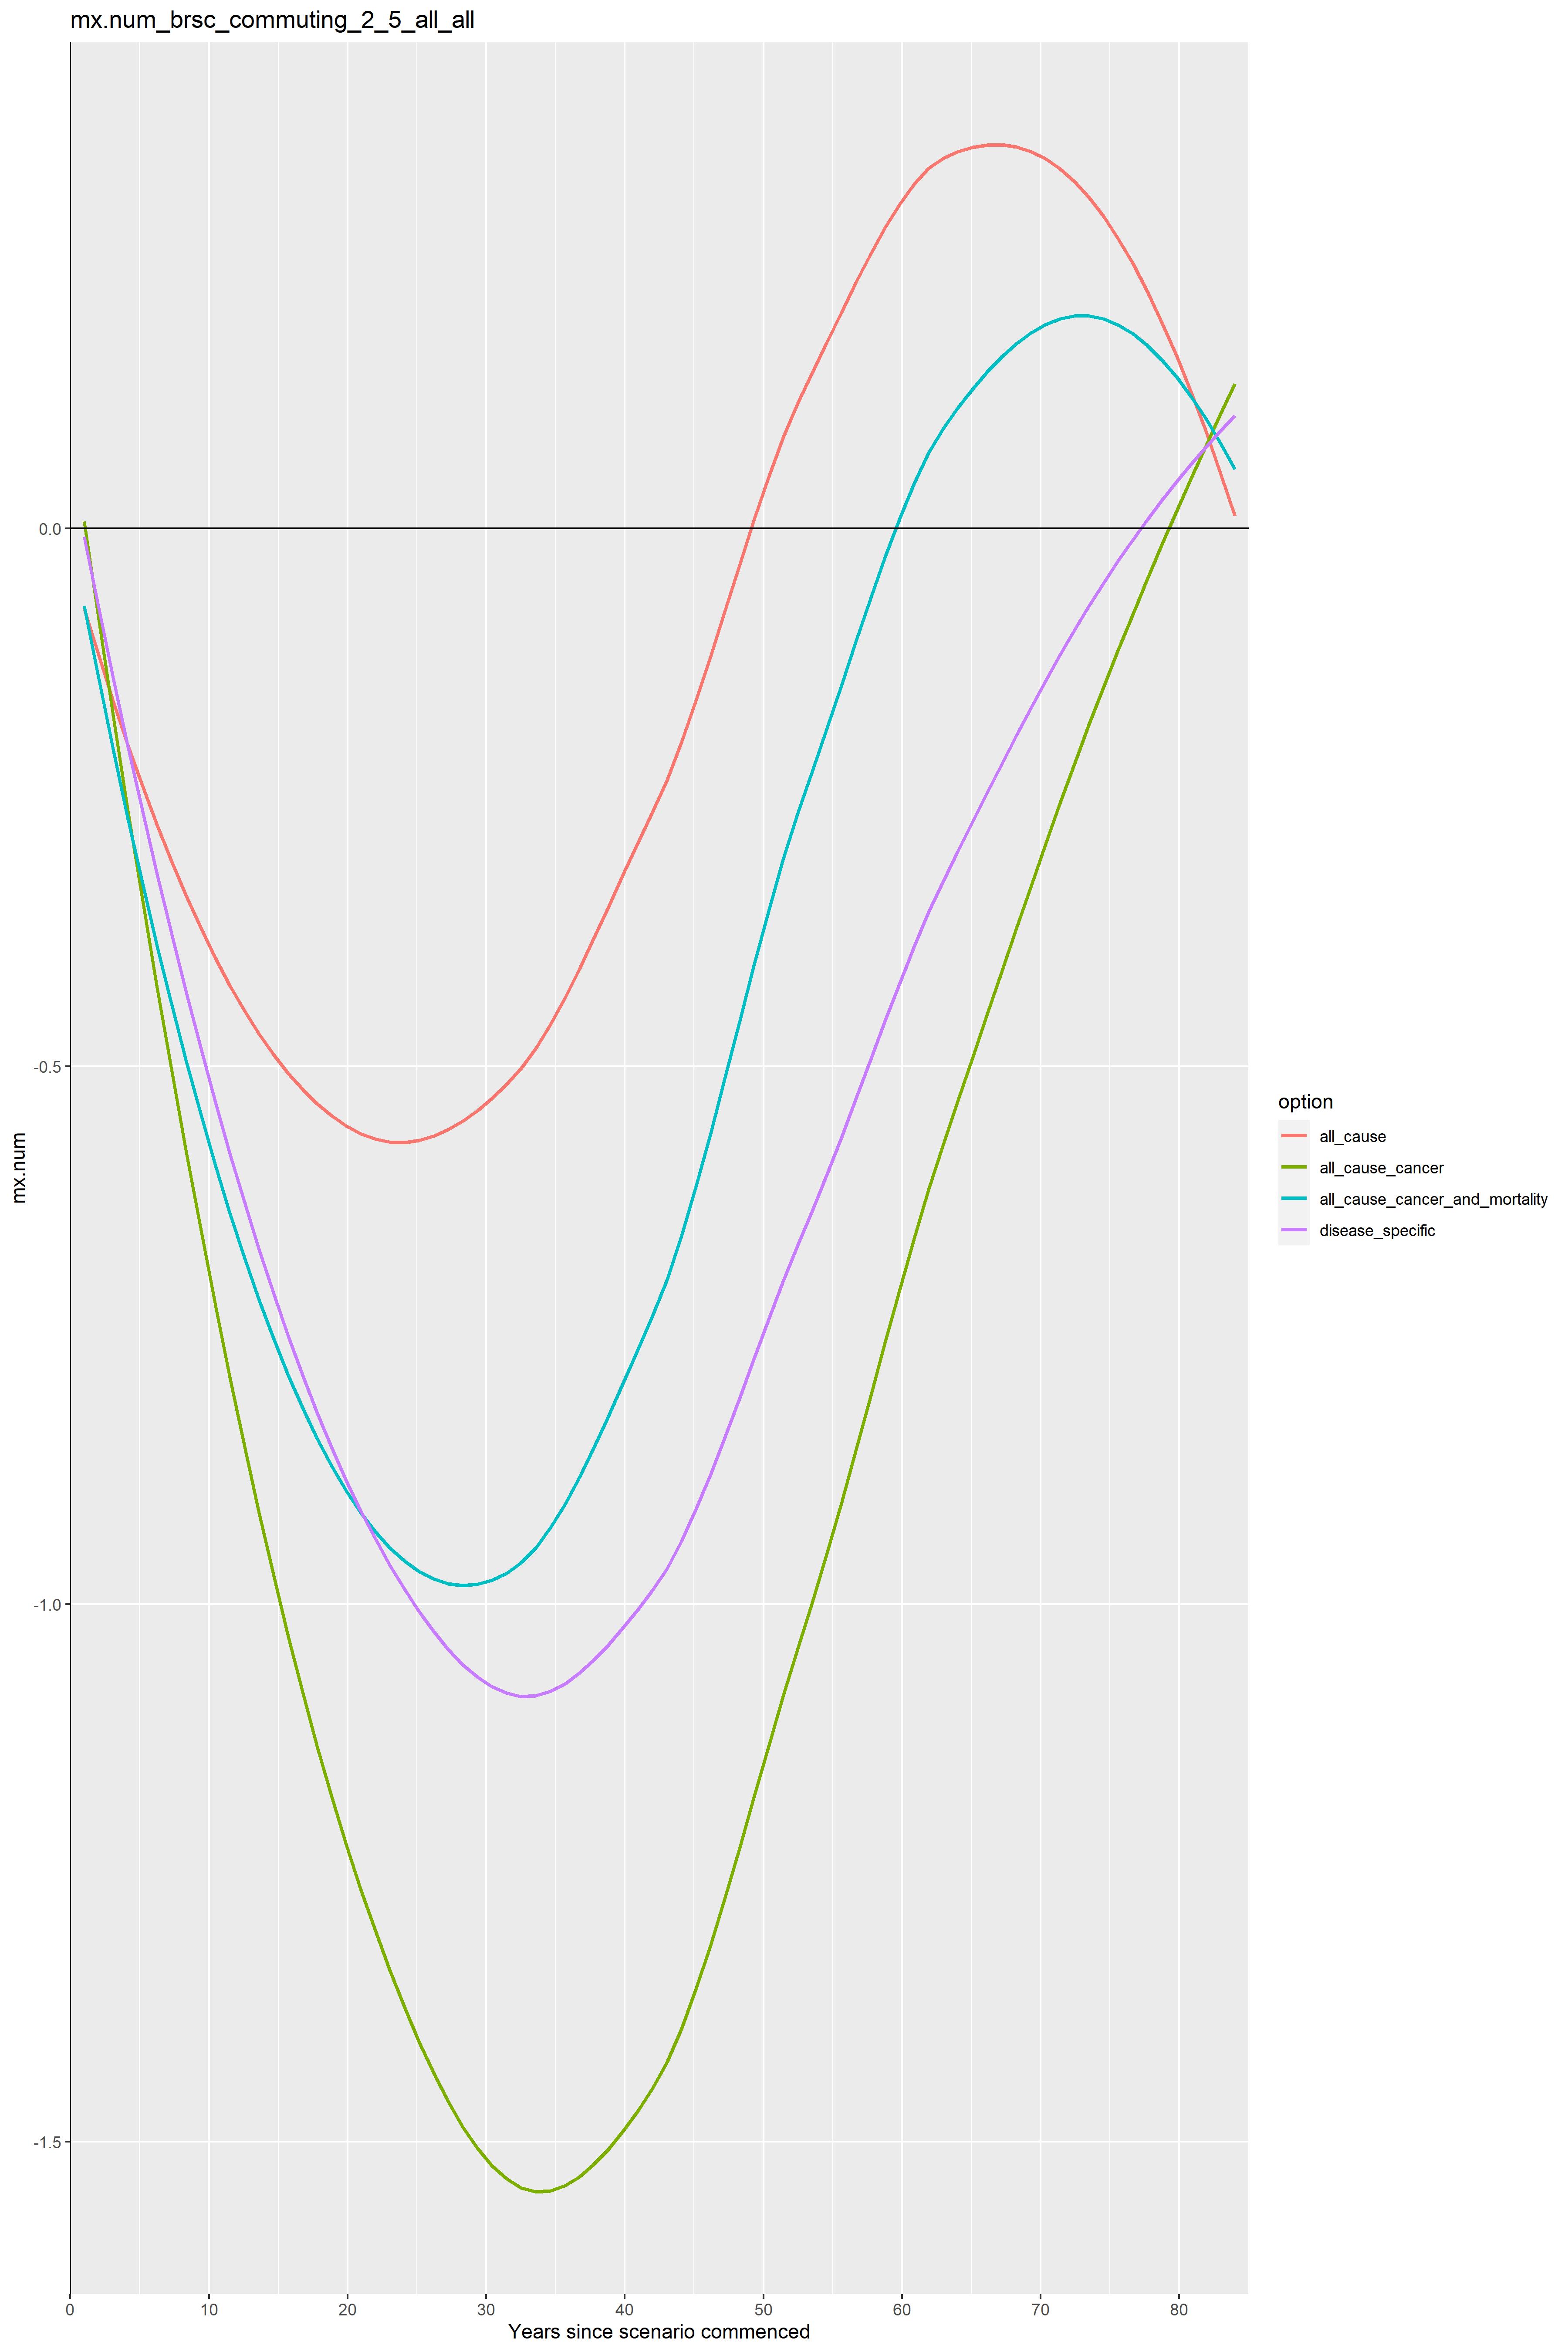 mx.num_brsc_commuting_2_5_all_all
0.0
-0.5
-1.0
-1.5
mx.num
0 10 20 30 40 50 60 70 80
Years since scenario commenced
option
all_cause
all_cause_cancer
all_cause_cancer_and_mortality
disease_specific